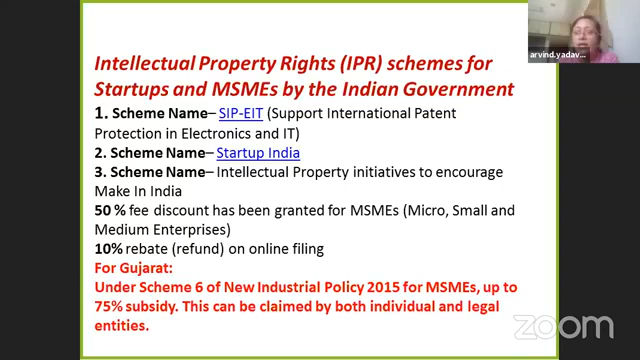 Intellectual Property Rights (IPR) schemes for
Startups and MSMEs by the Indian Government
1. Scheme Name– SIP-EIT (Support International Patent
Protection in Electronics and IT)
2. Scheme Name– Startup India
3. Scheme Name– Intellectual Property initiatives to encourage
Make In India
50 % fee discount has been granted for MSMEs (Micro, Small and
Medium Enterprises)
10% rebate (refund) on online filing
For Gujarat:
Under Scheme 6 of New Industrial Policy 2015 for MSMEs, up to
75% subsidy. This can be claimed by both individual and legal
entities.
arvind.yadav...
zoom